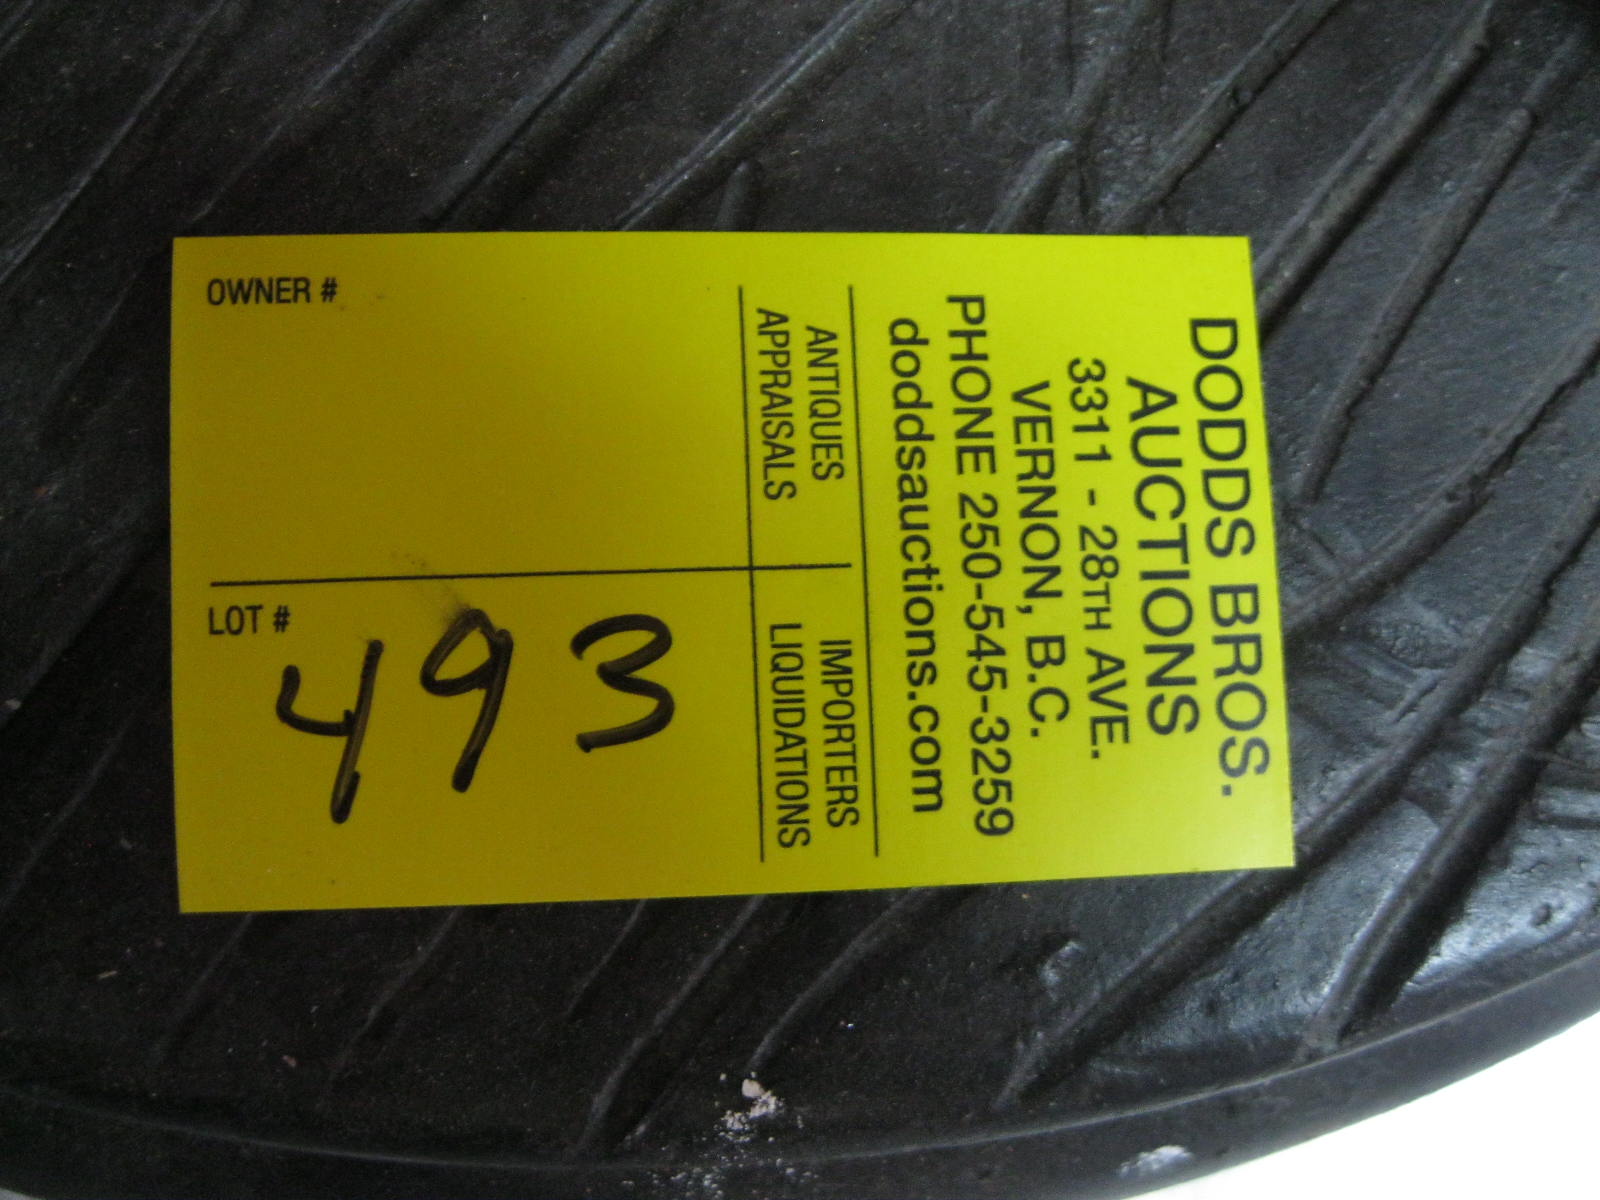 DODDS BROS.
AUCTIONS
3311 - 28TH AVE.
VERNON, B.C.
PHONE 250-545-3259
doddsauctions.com
ANTIQUES
APPRAISALS
IMPORTERS
LIQUIDATIONS
OWNER #
LOT #
493